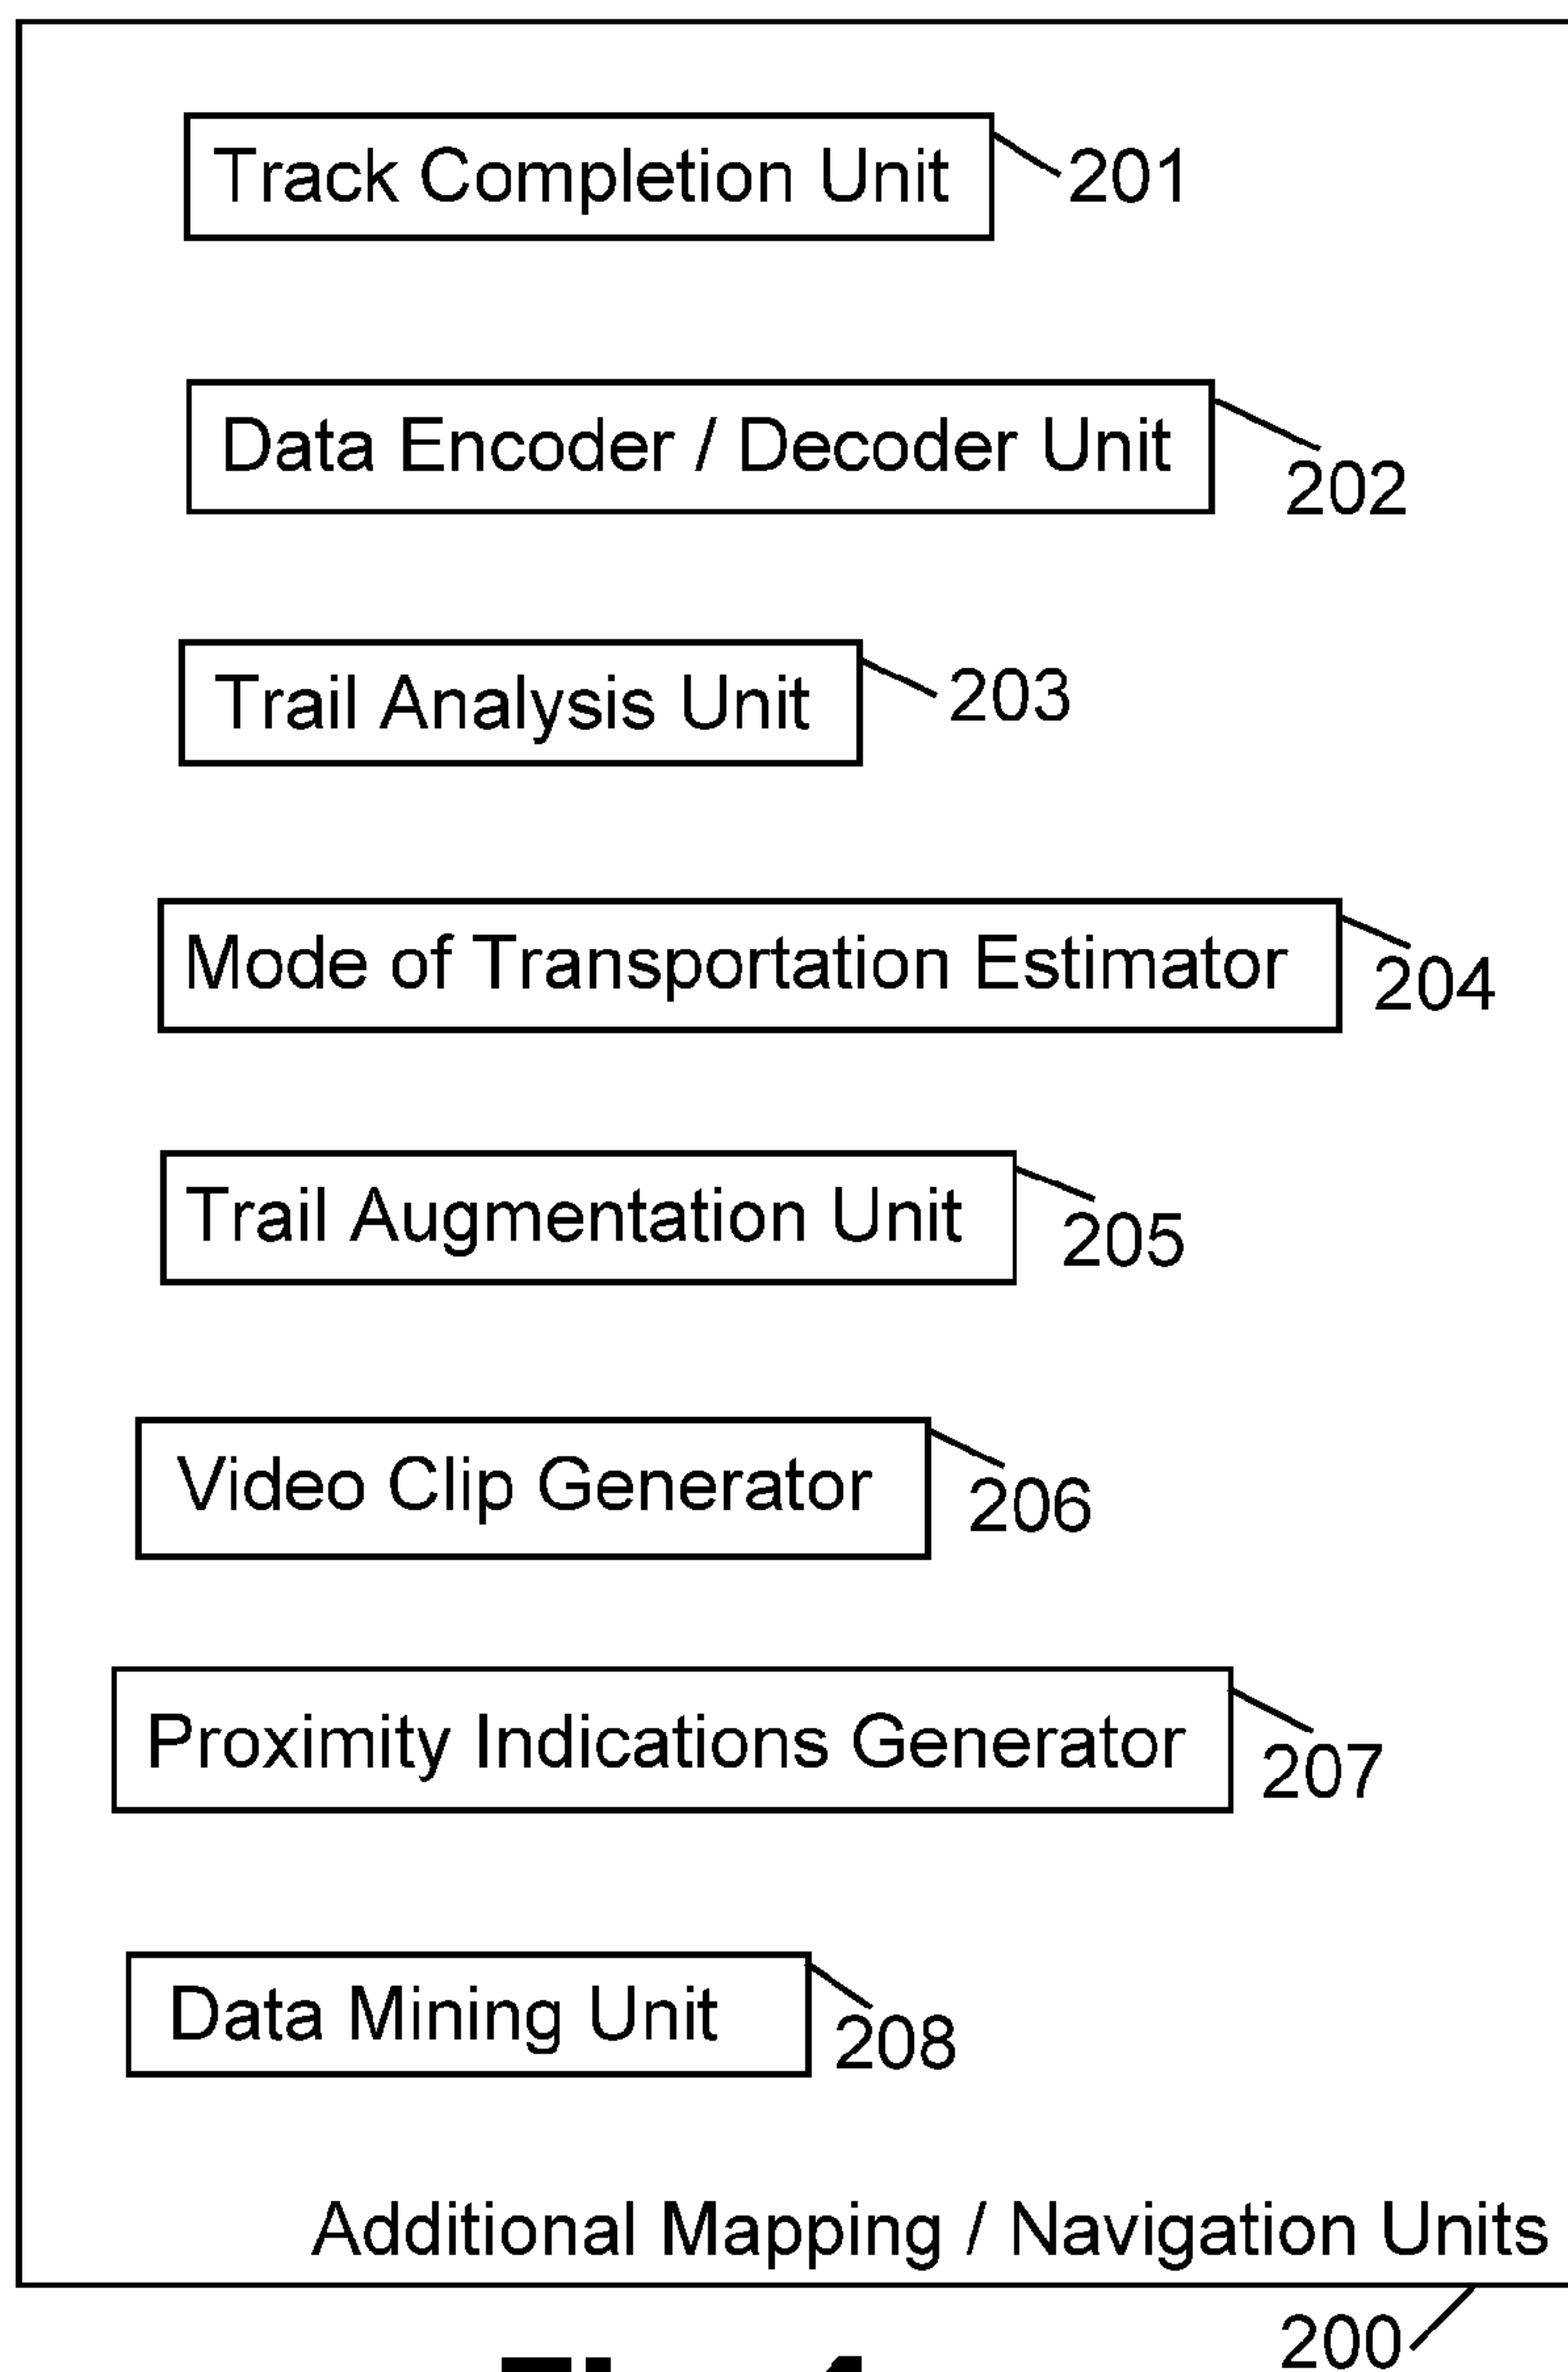 Track Completion Unit 201
Data Encoder / Decoder Unit 202
Trail Analysis Unit 203
Mode of Transportation Estimator 204
Trail Augmentation Unit 205
Video Clip Generator 206
Proximity Indications Generator 207
Data Mining Unit 208
Additional Mapping / Navigation Units
200